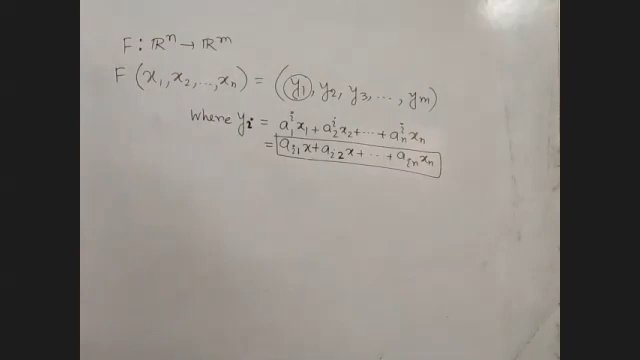 F : ℝⁿ → ℝᵐ
F (x₁, x₂, ..., xₙ) = (y₁, y₂, y₃, ..., yₘ)
where yᵢ = a₁ⁱx₁ + a₂ⁱx₂ + ... + aₙⁱxₙ
= aᵢ₁x + aᵢ₂x + ... + aᵢₙxₙ